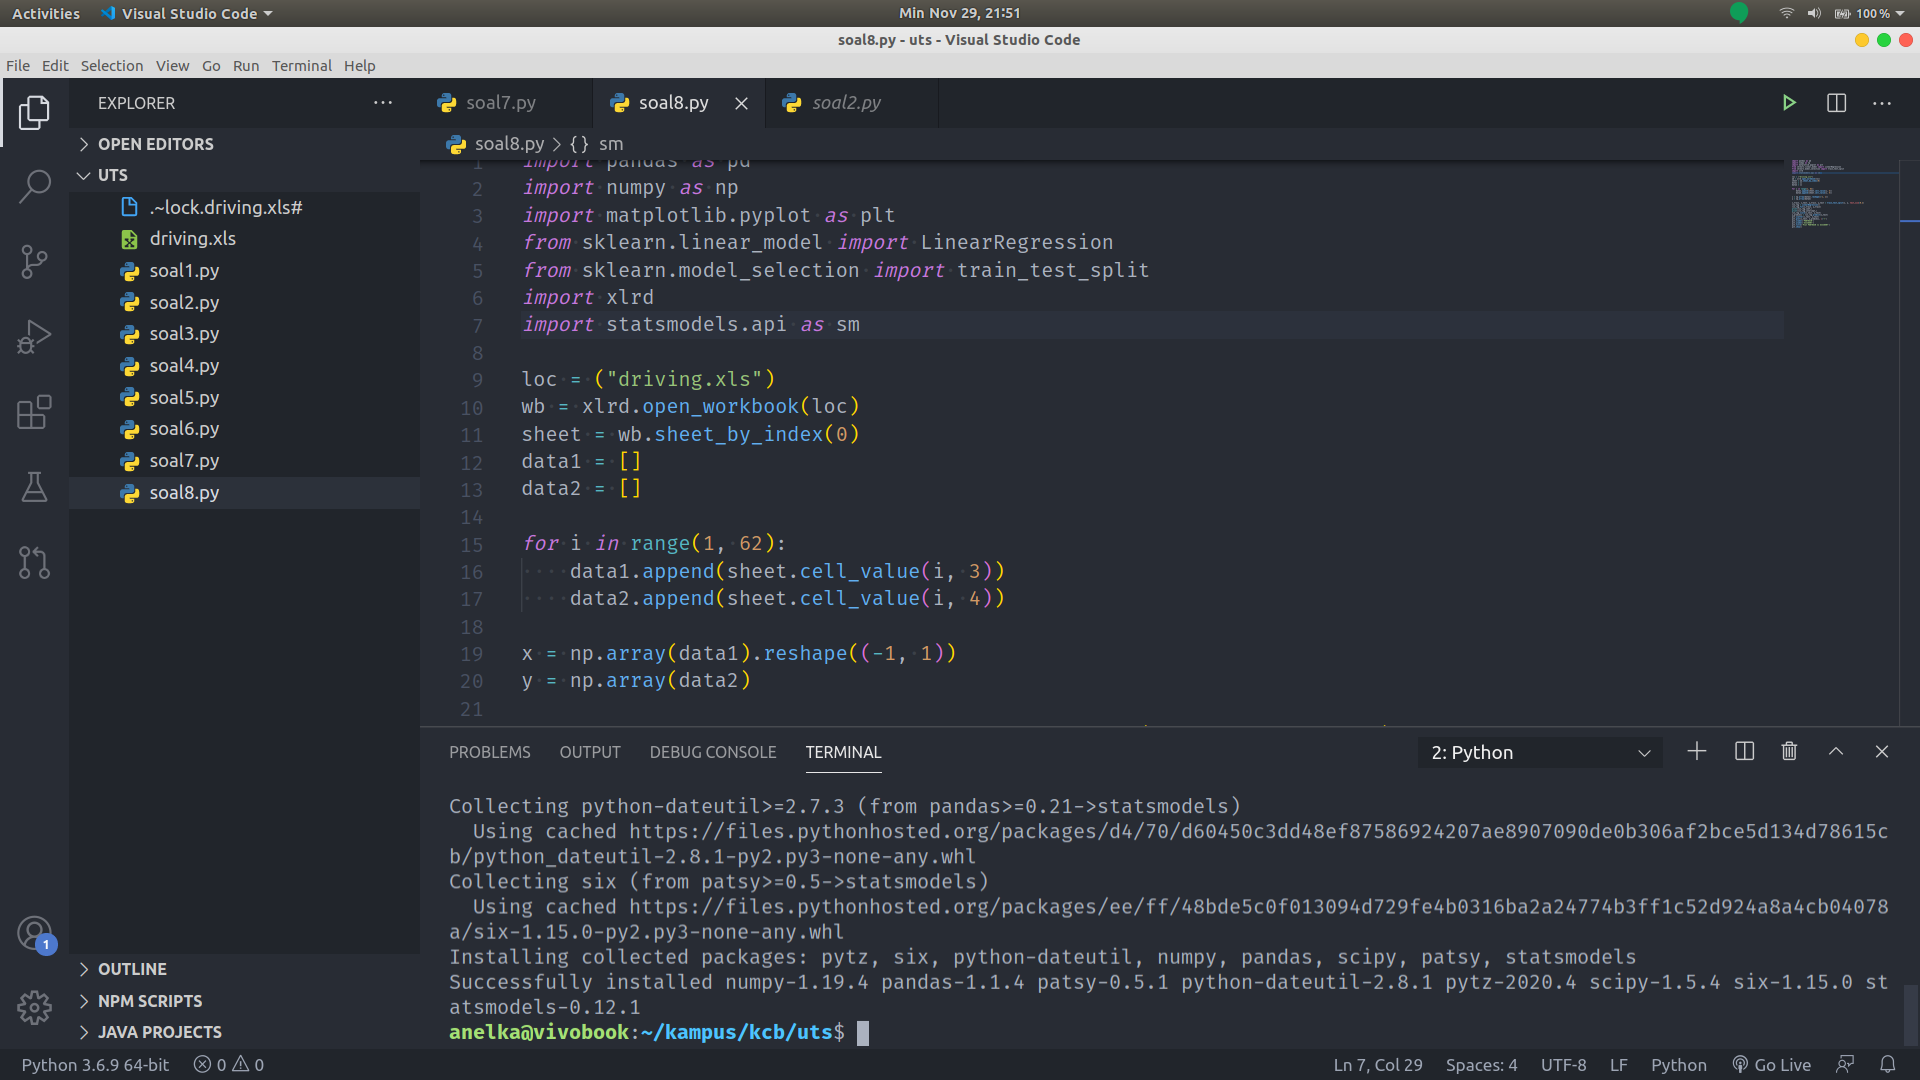 Activities
Visual Studio Code
Min Nov 29, 21:51
100 %
soal8.py - uts - Visual Studio Code
File Edit Selection View Go Run Terminal Help
EXPLORER
OPEN EDITORS
UTS
.~lock.driving.xls#
driving.xls
soal1.py
soal2.py
soal3.py
soal4.py
soal5.py
soal6.py
soal7.py
soal8.py
OUTLINE
NPM SCRIPTS
JAVA PROJECTS
1
soal7.py
soal8.py
soal2.py
soal8.py > {} sm
1 import pandas as pd
2 import numpy as np
3 import matplotlib.pyplot as plt
4 from sklearn.linear_model import LinearRegression
5 from sklearn.model_selection import train_test_split
6 import xlrd
7 import statsmodels.api as sm
8
9 loc = ("driving.xls")
10 wb = xlrd.open_workbook(loc)
11 sheet = wb.sheet_by_index(0)
12 data1 = []
13 data2 = []
14
15 for i in range(1, 62):
16     data1.append(sheet.cell_value(i, 3))
17     data2.append(sheet.cell_value(i, 4))
18
19 x = np.array(data1).reshape((-1, 1))
20 y = np.array(data2)
21
PROBLEMS OUTPUT DEBUG CONSOLE TERMINAL
2: Python
Collecting python-dateutil>=2.7.3 (from pandas>=0.21->statsmodels)
  Using cached https://files.pythonhosted.org/packages/d4/70/d60450c3dd48ef87586924207ae8907090de0b306af2bce5d134d78615c
b/python_dateutil-2.8.1-py2.py3-none-any.whl
Collecting six (from patsy>=0.5->statsmodels)
  Using cached https://files.pythonhosted.org/packages/ee/ff/48bde5c0f013094d729fe4b0316ba2a24774b3ff1c52d924a8a4cb04078
a/six-1.15.0-py2.py3-none-any.whl
Installing collected packages: pytz, six, python-dateutil, numpy, pandas, scipy, patsy, statsmodels
Successfully installed numpy-1.19.4 pandas-1.1.4 patsy-0.5.1 python-dateutil-2.8.1 pytz-2020.4 scipy-1.5.4 six-1.15.0 st
atsmodels-0.12.1
anelka@vivobook:~/kampus/kcb/uts$
Python 3.6.9 64-bit 0 0
Ln 7, Col 29 Spaces: 4 UTF-8 LF Python Go Live